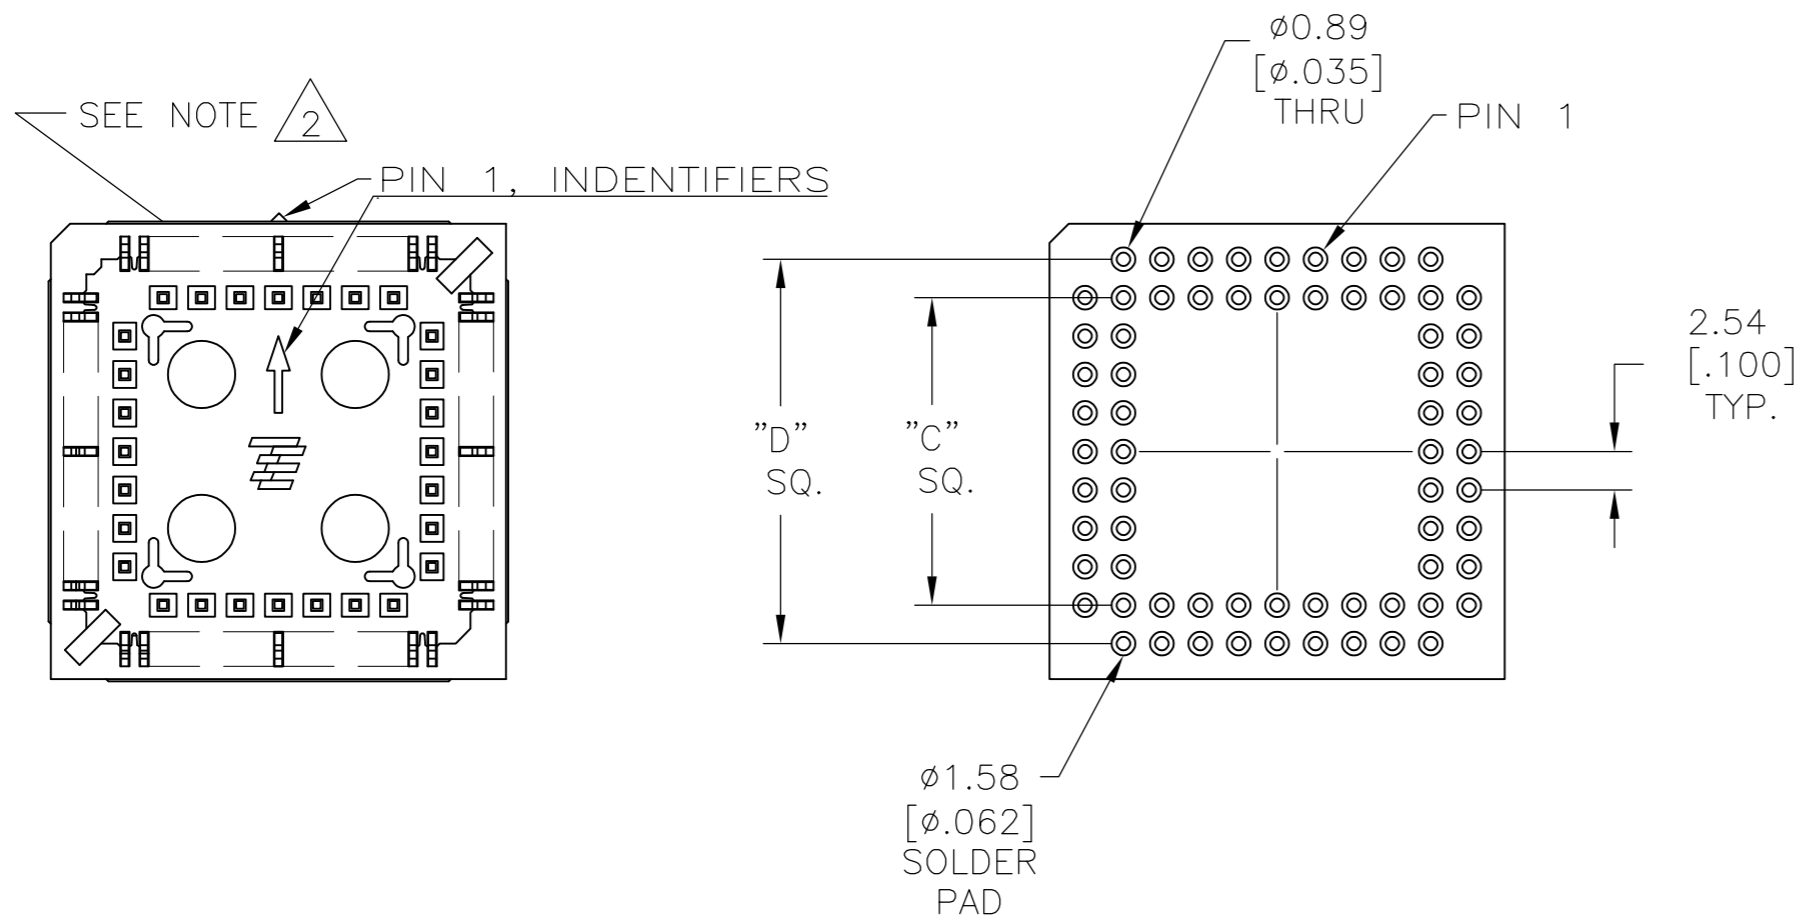 SEE NOTE 2
PIN 1, INDENTIFIERS
ø0.89
[ø.035]
THRU
PIN 1
"D"
SQ.
"C"
SQ.
2.54
[.100]
TYP.
ø1.58
[ø.062]
SOLDER
PAD